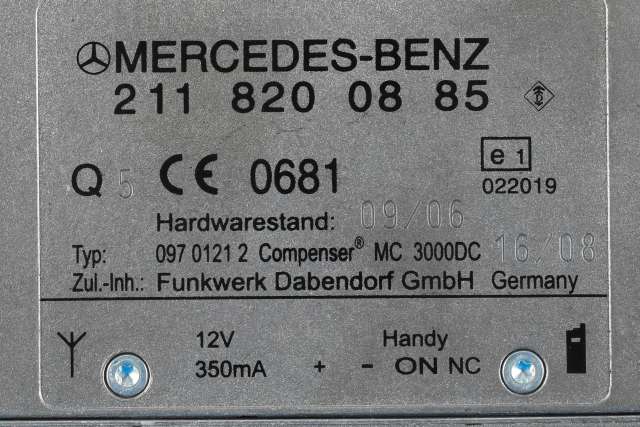 MERCEDES-BENZ
211 820 08 85
Q 5 CE 0681 e1
022019
Hardwarestand: 09/06
Typ: 097 0121 2 Compenser® MC 3000DC 16/08
Zul.-Inh.: Funkwerk Dabendorf GmbH Germany
12V Handy
350mA + - ON NC